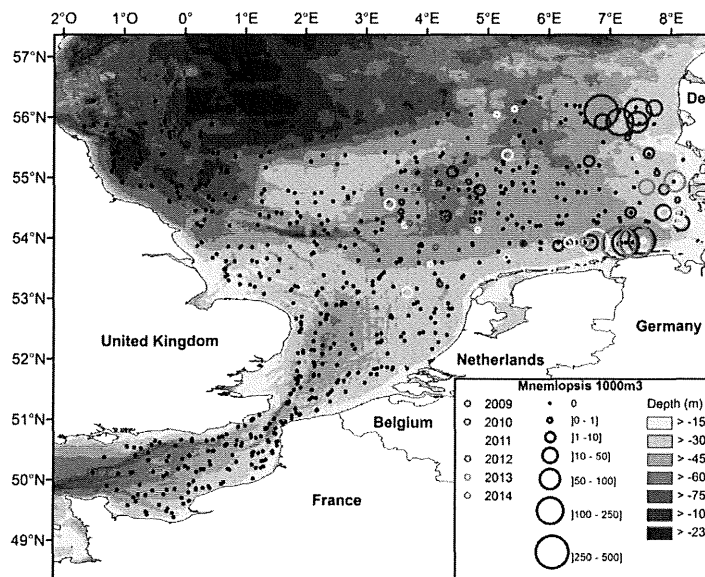 2°O 1°O 0° 1°E 2°E 3°E 4°E 5°E 6°E 7°E 8°E
57°N
56°N
55°N
54°N
53°N
52°N
51°N
50°N
49°N
De
United Kingdom
Netherlands
Germany
Belgium
France
Mnemlopsis 1000m3
2009
2010
2011
2012
2013
2014
0
]0 - 1]
]1 -10]
]10 - 50]
]50 - 100]
]100 - 250]
]250 - 500]
Depth (m)
> -15
> -30
> -45
> -60
> -75
> -10
> -23